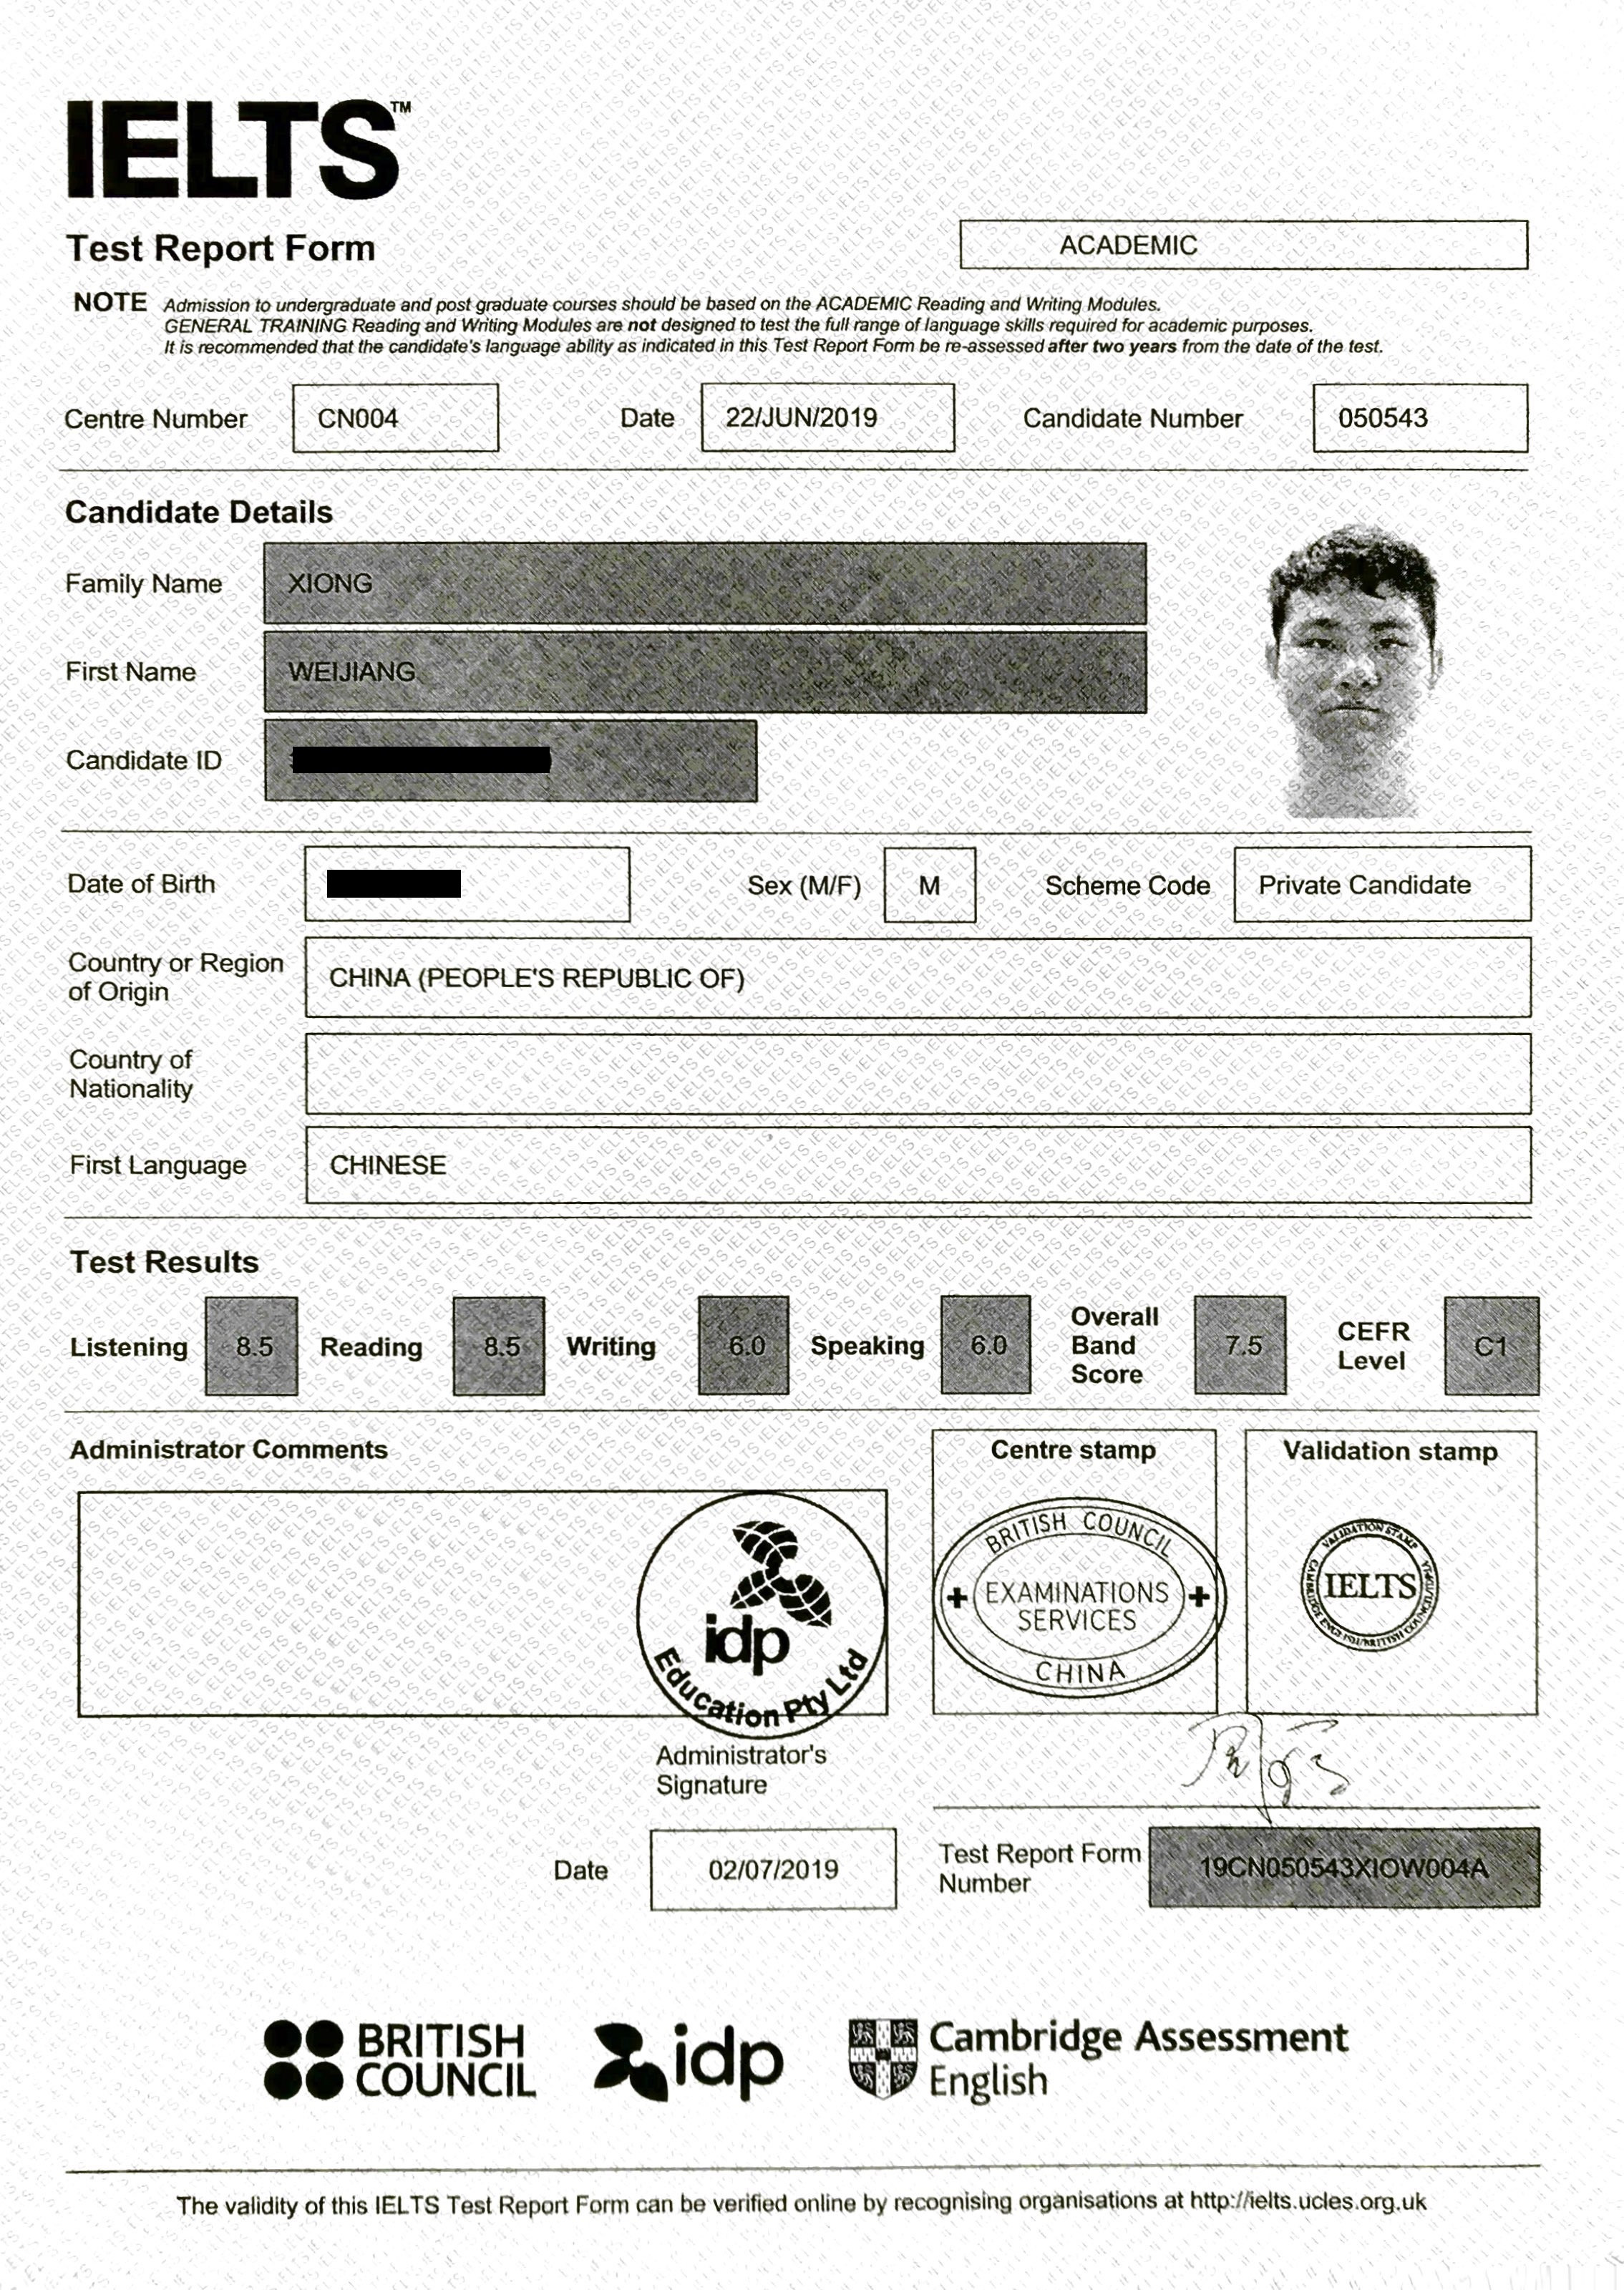 IELTS™
Test Report Form
ACADEMIC
NOTE Admission to undergraduate and post graduate courses should be based on the ACADEMIC Reading and Writing Modules.
GENERAL TRAINING Reading and Writing Modules are not designed to test the full range of language skills required for academic purposes.
It is recommended that the candidate's language ability as indicated in this Test Report Form be re-assessed after two years from the date of the test.
Centre Number CN004 Date 22/JUN/2019 Candidate Number 050543
Candidate Details
Family Name XIONG
First Name WEIJIANG
Candidate ID
Date of Birth Sex (M/F) M Scheme Code Private Candidate
Country or Region
of Origin
CHINA (PEOPLE'S REPUBLIC OF)
Country of
Nationality
First Language CHINESE
Test Results
Listening 8.5 Reading 8.5 Writing 6.0 Speaking 6.0 Overall Band Score 7.5 CEFR Level C1
Administrator Comments
Centre stamp
Validation stamp
idp
Education Pty Ltd
BRITISH COUNCIL
EXAMINATIONS
SERVICES
CHINA
VALIDATION STAMP
IELTS
Administrator's
Signature
Date 02/07/2019
Test Report Form
Number
19CN050543XIOW004A
BRITISH
COUNCIL
idp
Cambridge Assessment
English
The validity of this IELTS Test Report Form can be verified online by recognising organisations at http://ielts.ucles.org.uk